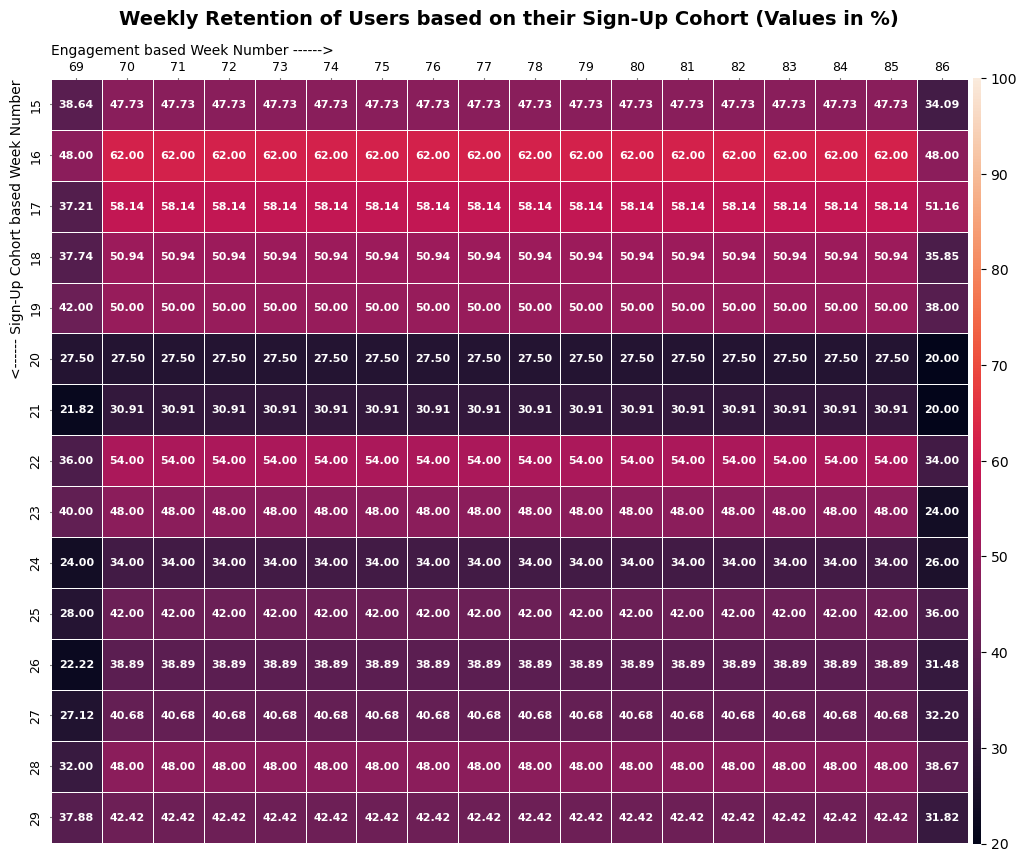 Weekly Retention of Users based on their Sign-Up Cohort (Values in %)
Engagement based Week Number ------>
69 70 71 72 73 74 75 76 77 78 79 80 81 82 83 84 85 86
<------ Sign-Up Cohort based Week Number
15 38.64 47.73 47.73 47.73 47.73 47.73 47.73 47.73 47.73 47.73 47.73 47.73 47.73 47.73 47.73 47.73 47.73 34.09
16 48.00 62.00 62.00 62.00 62.00 62.00 62.00 62.00 62.00 62.00 62.00 62.00 62.00 62.00 62.00 62.00 62.00 48.00
17 37.21 58.14 58.14 58.14 58.14 58.14 58.14 58.14 58.14 58.14 58.14 58.14 58.14 58.14 58.14 58.14 58.14 51.16
18 37.74 50.94 50.94 50.94 50.94 50.94 50.94 50.94 50.94 50.94 50.94 50.94 50.94 50.94 50.94 50.94 50.94 35.85
19 42.00 50.00 50.00 50.00 50.00 50.00 50.00 50.00 50.00 50.00 50.00 50.00 50.00 50.00 50.00 50.00 50.00 38.00
20 27.50 27.50 27.50 27.50 27.50 27.50 27.50 27.50 27.50 27.50 27.50 27.50 27.50 27.50 27.50 27.50 27.50 20.00
21 21.82 30.91 30.91 30.91 30.91 30.91 30.91 30.91 30.91 30.91 30.91 30.91 30.91 30.91 30.91 30.91 30.91 20.00
22 36.00 54.00 54.00 54.00 54.00 54.00 54.00 54.00 54.00 54.00 54.00 54.00 54.00 54.00 54.00 54.00 54.00 34.00
23 40.00 48.00 48.00 48.00 48.00 48.00 48.00 48.00 48.00 48.00 48.00 48.00 48.00 48.00 48.00 48.00 48.00 24.00
24 24.00 34.00 34.00 34.00 34.00 34.00 34.00 34.00 34.00 34.00 34.00 34.00 34.00 34.00 34.00 34.00 34.00 26.00
25 28.00 42.00 42.00 42.00 42.00 42.00 42.00 42.00 42.00 42.00 42.00 42.00 42.00 42.00 42.00 42.00 42.00 36.00
26 22.22 38.89 38.89 38.89 38.89 38.89 38.89 38.89 38.89 38.89 38.89 38.89 38.89 38.89 38.89 38.89 38.89 31.48
27 27.12 40.68 40.68 40.68 40.68 40.68 40.68 40.68 40.68 40.68 40.68 40.68 40.68 40.68 40.68 40.68 40.68 32.20
28 32.00 48.00 48.00 48.00 48.00 48.00 48.00 48.00 48.00 48.00 48.00 48.00 48.00 48.00 48.00 48.00 48.00 38.67
29 37.88 42.42 42.42 42.42 42.42 42.42 42.42 42.42 42.42 42.42 42.42 42.42 42.42 42.42 42.42 42.42 42.42 31.82
100
90
80
70
60
50
40
30
20